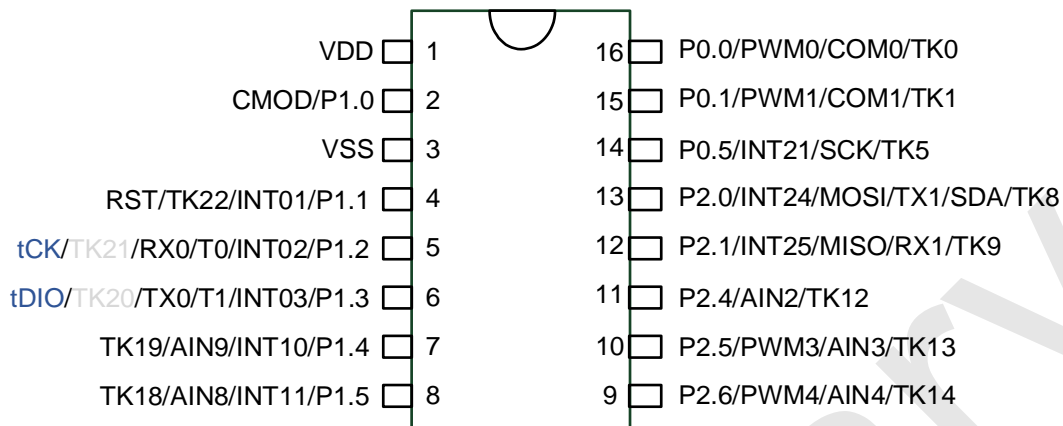 VDD 1 16 P0.0/PWM0/COM0/TK0
CMOD/P1.0 2 15 P0.1/PWM1/COM1/TK1
VSS 3 14 P0.5/INT21/SCK/TK5
RST/TK22/INT01/P1.1 4 13 P2.0/INT24/MOSI/TX1/SDA/TK8
tCK/TK21/RX0/T0/INT02/P1.2 5 12 P2.1/INT25/MISO/RX1/TK9
tDIO/TK20/TX0/T1/INT03/P1.3 6 11 P2.4/AIN2/TK12
TK19/AIN9/INT10/P1.4 7 10 P2.5/PWM3/AIN3/TK13
TK18/AIN8/INT11/P1.5 8 9 P2.6/PWM4/AIN4/TK14